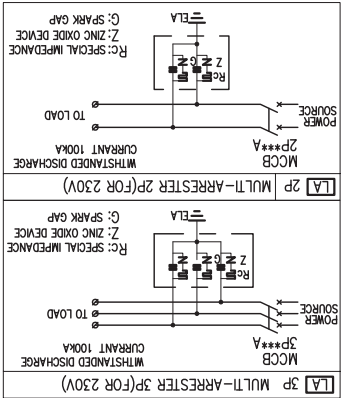 LA 3P MULTI-ARRESTER 3P(FOR 230V)
MCCB
3P***A
WITHSTANDED DISCHARGE
CURRANT 100kA
POWER
SOURCE
TO LOAD
Rc
Z
G
Rc: SPECIAL IMPEDANCE
Z: ZINC OXIDE DEVICE
G: SPARK GAP
ELA
LA 2P MULTI-ARRESTER 2P(FOR 230V)
MCCB
2P***A
WITHSTANDED DISCHARGE
CURRANT 100kA
POWER
SOURCE
TO LOAD
Rc
Z
G
Rc: SPECIAL IMPEDANCE
Z: ZINC OXIDE DEVICE
G: SPARK GAP
ELA